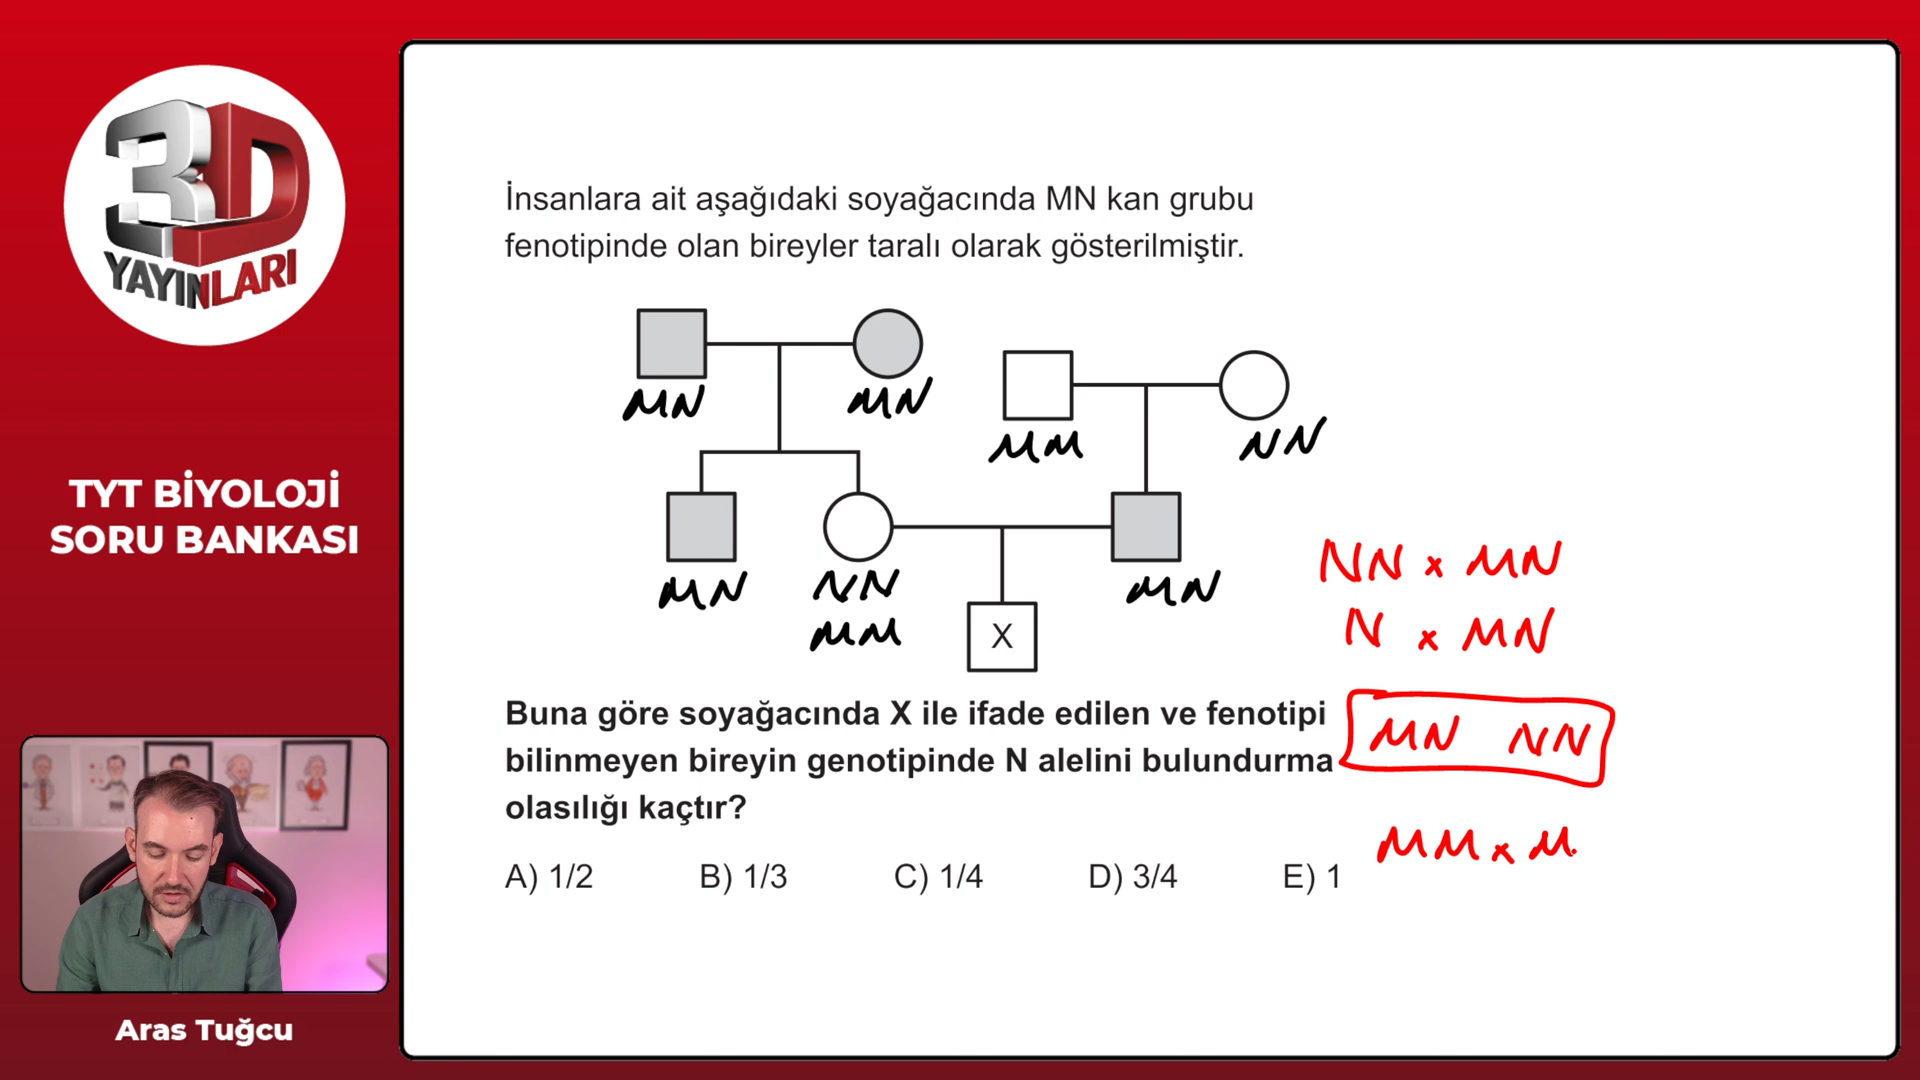 3D
YAYINLARI
TYT BİYOLOJİ
SORU BANKASI
Aras Tuğcu
İnsanlara ait aşağıdaki soyağacında MN kan grubu
fenotipinde olan bireyler taralı olarak gösterilmiştir.
MN
MN
MM
NN
MN
NN
MM
MN
X
NN x MN
N x MN
MN NN
MM x M
Buna göre soyağacında X ile ifade edilen ve fenotipi
bilinmeyen bireyin genotipinde N alelini bulundurma
olasılığı kaçtır?
A) 1/2 B) 1/3 C) 1/4 D) 3/4 E) 1